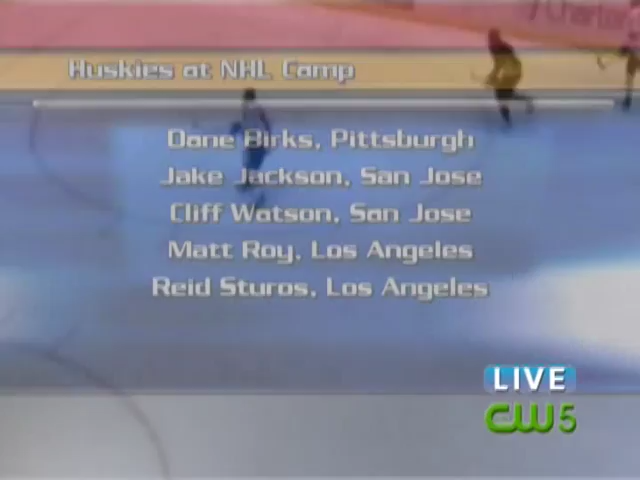 Charter
Huskies at NHL Camp
Dane Birks, Pittsburgh
Jake Jackson, San Jose
Cliff Watson, San Jose
Matt Roy, Los Angeles
Reid Sturos, Los Angeles
LIVE
CW5